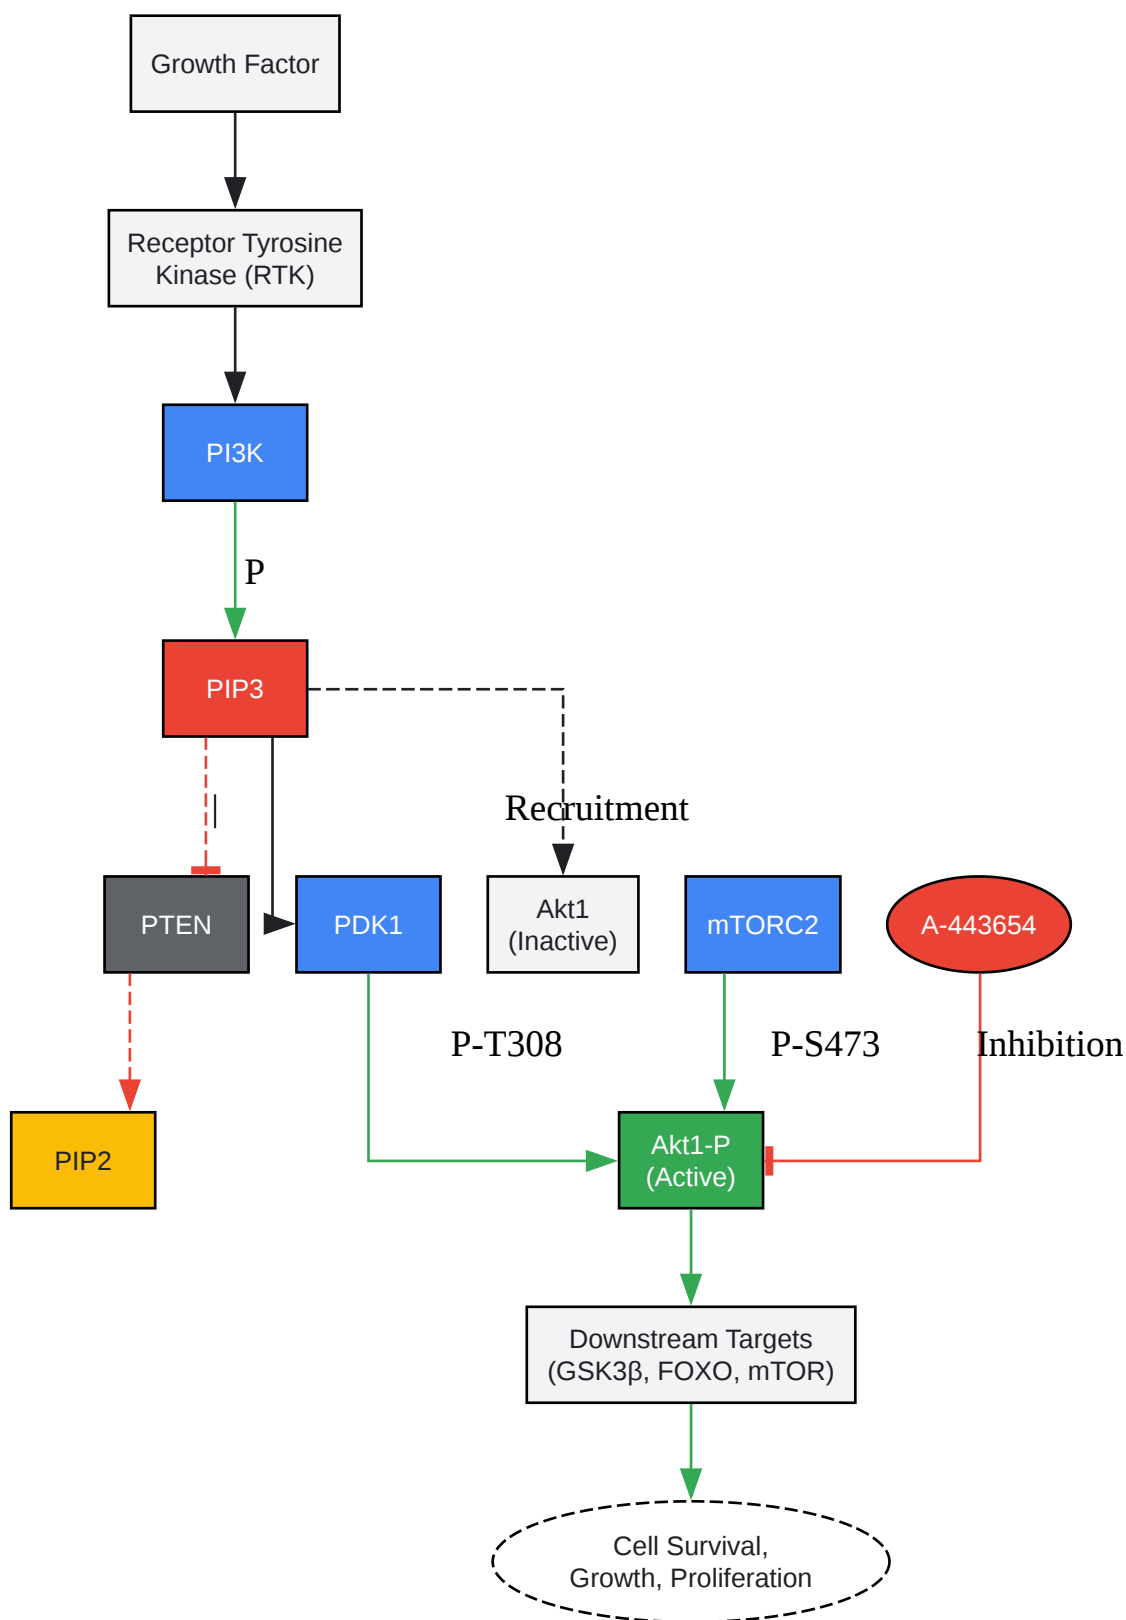 Growth Factor
Receptor Tyrosine
Kinase (RTK)
PI3K
P
PIP3
|
Recruitment
PTEN
PDK1
Akt1
(Inactive)
mTORC2
A-443654
P-T308
P-S473
Inhibition
PIP2
Akt1-P
(Active)
Downstream Targets
(GSK3β, FOXO, mTOR)
Cell Survival,
Growth, Proliferation